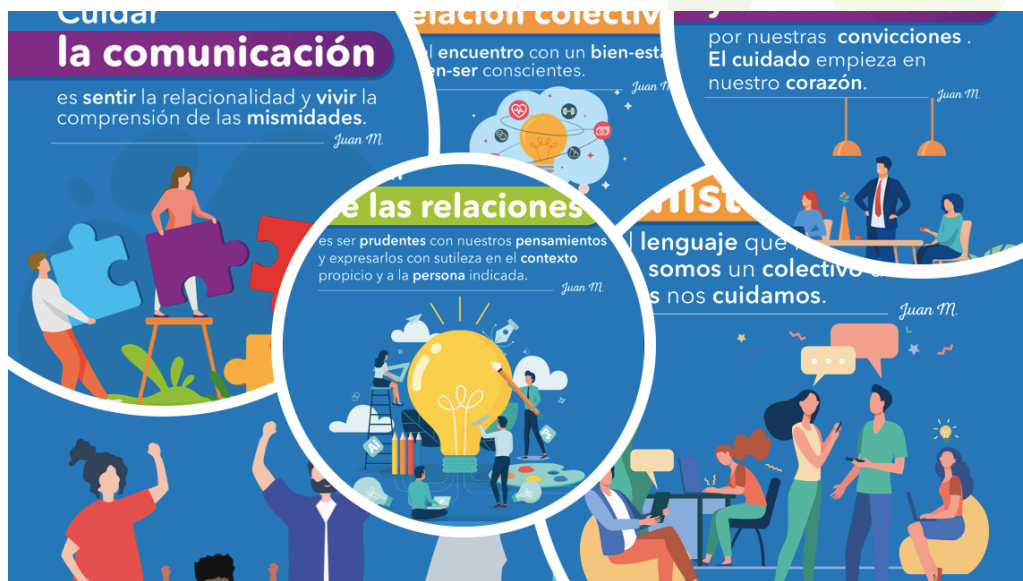 Cuidar
la comunicación
es sentir la relacionalidad y vivir la
comprensión de las mismidades.
Juan M.
relación colectiv
el encuentro con un bien-esta
en-ser conscientes.
Juan M
por nuestras convicciones .
El cuidado empieza en
nuestro corazón.
Juan M.
e las relaciones
es ser prudentes con nuestros pensamientos
y expresarlos con sutileza en el contexto
propicio y a la persona indicada.
Juan M.
Ai
Ps
hist
lenguaje que
somos un colectivo
s nos cuidamos.
Juan M.